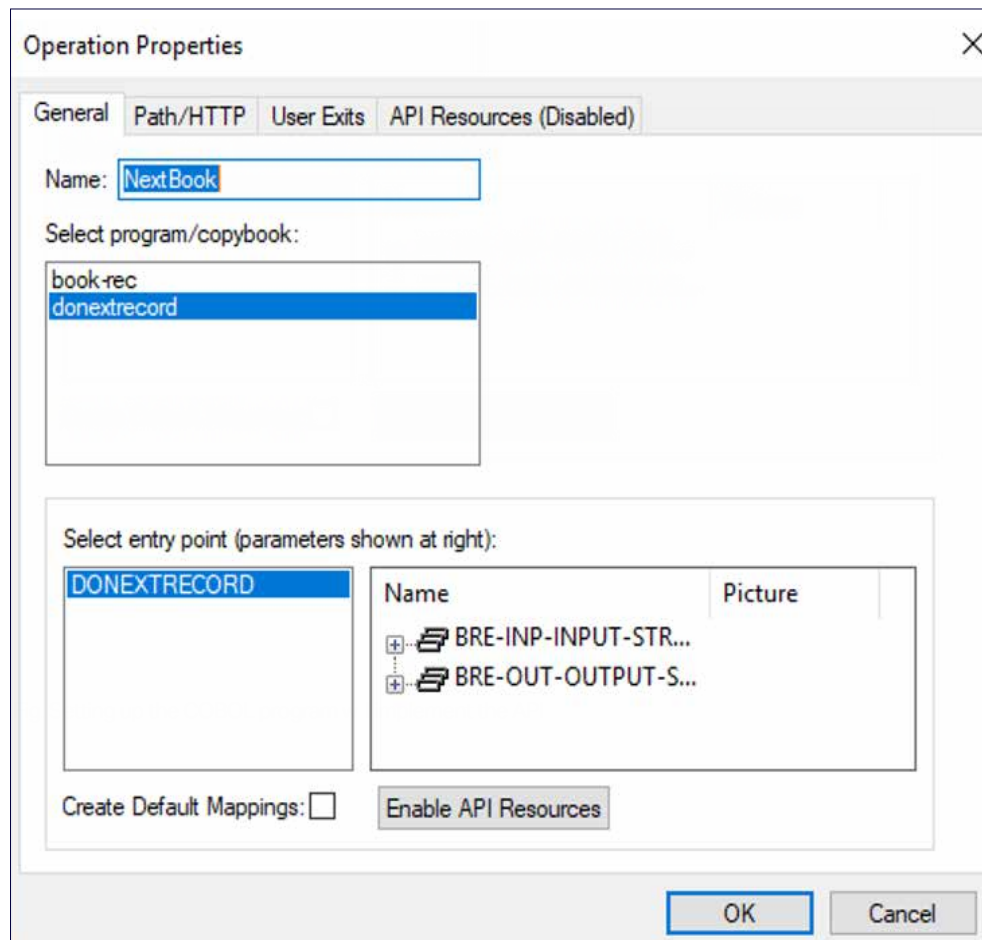 Operation Properties
General Path/HTTP User Exits API Resources (Disabled)
Name: NextBook
Select program/copybook:
book-rec
donextrecord
Select entry point (parameters shown at right):
DONEXTRECORD
Name Picture
BRE-INP-INPUT-STR...
BRE-OUT-OUTPUT-S...
Create Default Mappings: Enable API Resources
OK Cancel